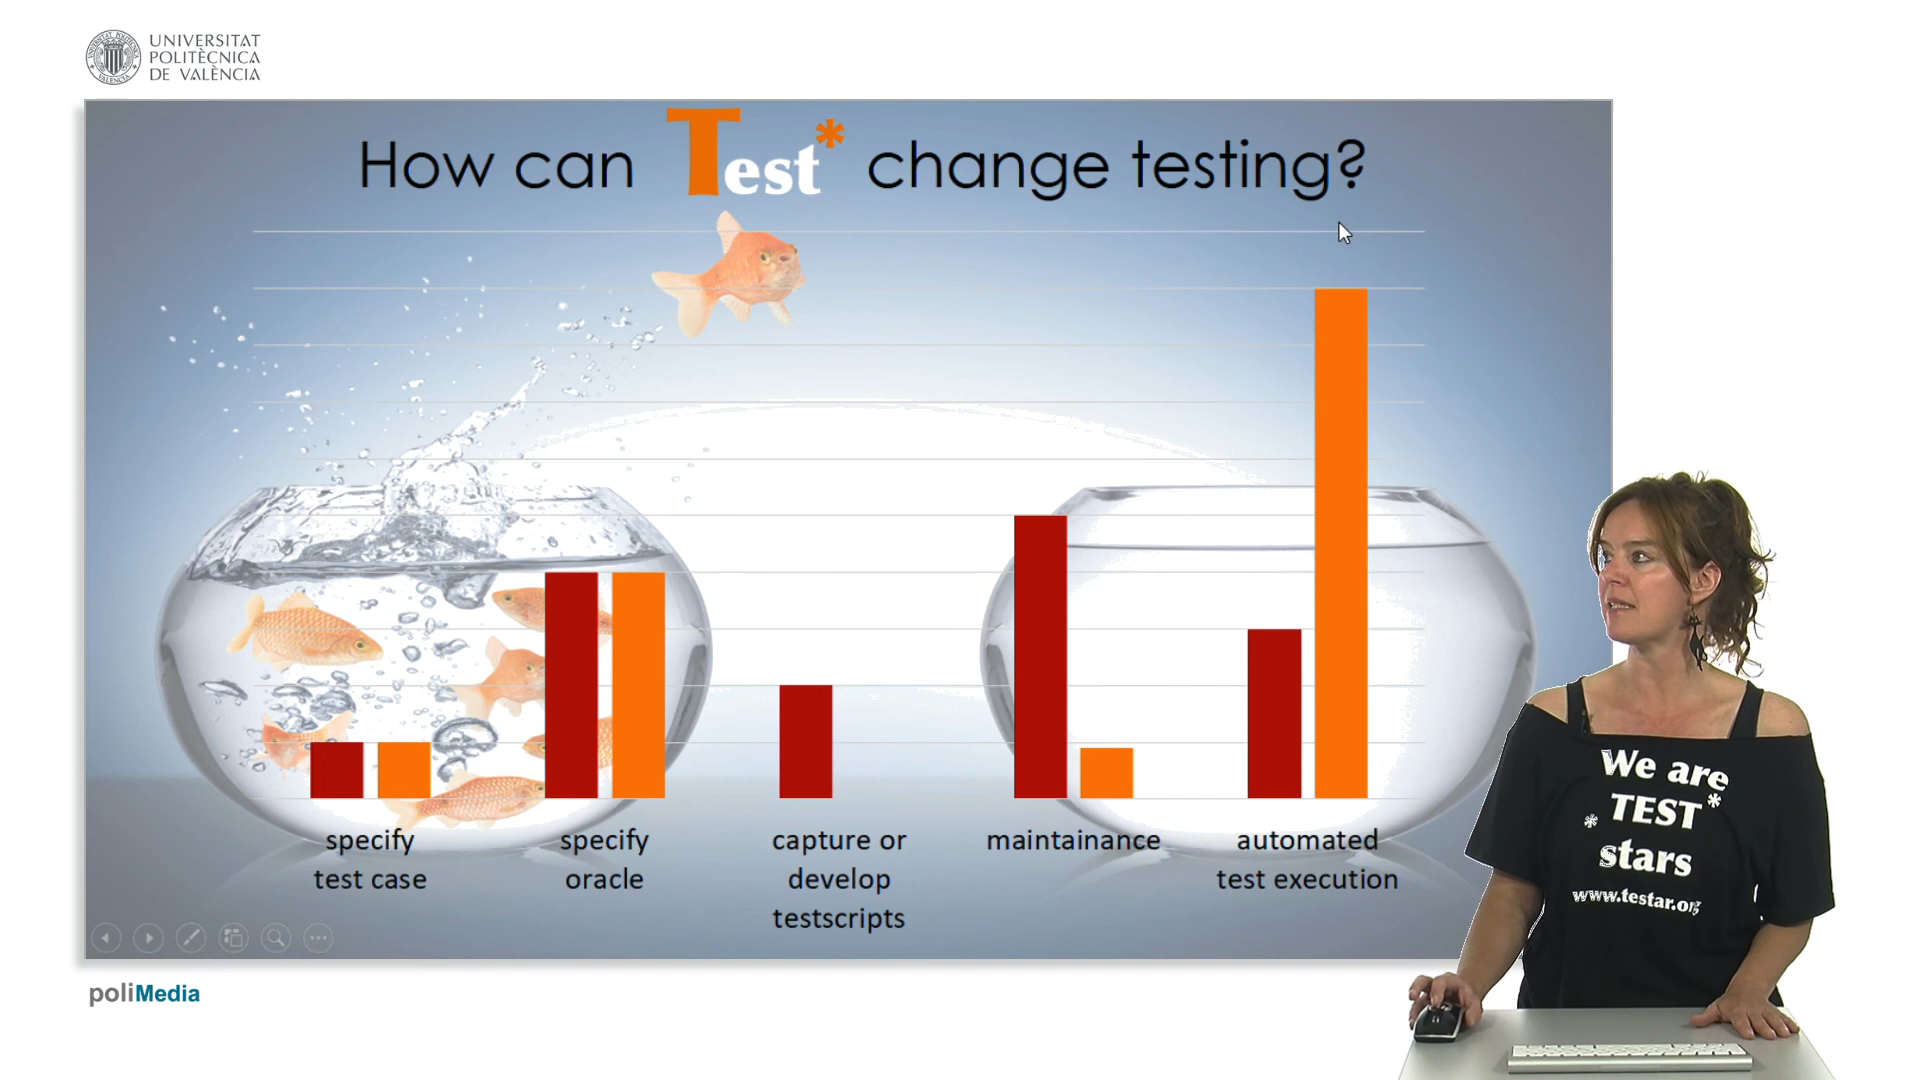 UNIVERSITAT
POLITÈCNICA
DE VALÈNCIA
How can Test* change testing?
specify
test case
specify
oracle
capture or
develop
testscripts
maintainance
automated
test execution
We are
TEST*
* stars
www.testar.org
poliMedia